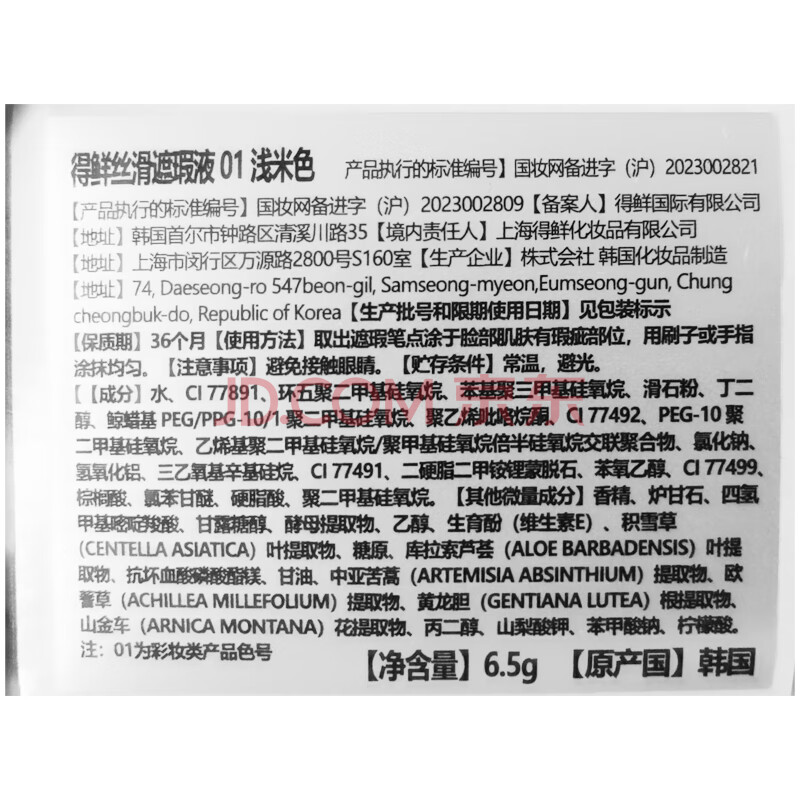 得鲜丝滑遮瑕液 01 浅米色 产品执行的标准编号】国妆网备进字（沪）2023002821
【产品执行的标准编号】国妆网备进字（沪）2023002809【备案人】得鲜国际有限公司
【地址】韩国首尔市钟路区清溪川路35【境内责任人】上海得鲜化妆品有限公司
【地址】上海市闵行区万源路2800号S160室【生产企业】株式会社 韩国化妆品制造
【地址】74, Daeseong-ro 547beon-gil, Samseong-myeon,Eumseong-gun, Chung
cheongbuk-do, Republic of Korea【生产批号和限期使用日期】见包装标示
【保质期】36个月【使用方法】取出遮瑕笔点涂于脸部肌肤有瑕疵部位，用刷子或手指
涂抹均匀。【注意事项】避免接触眼睛。【贮存条件】常温，避光。
【【成分】水、CI 77891、环五聚二甲基硅氧烷、苯基聚三甲基硅氧烷、滑石粉、丁二
醇、鲸蜡基 PEG/PPG-10/1 聚二甲基硅氧烷、聚乙烯吡咯烷酮、CI 77492、PEG-10 聚
二甲基硅氧烷、乙烯基聚二甲基硅氧烷/聚甲基硅氧烷倍半硅氧烷交联聚合物、氯化钠、
氢氧化铝、三乙氧基辛基硅烷、CI 77491、二硬脂二甲铵锂蒙脱石、苯氧乙醇、CI 77499、
棕榈酸、氯苯甘醚、硬脂酸、聚二甲基硅氧烷。【其他微量成分】香精、炉甘石、四氢
甲基嘧啶羧酸、甘露糖醇、酵母提取物、乙醇、生育酚（维生素E）、积雪草
（CENTELLA ASIATICA）叶提取物、糖原、库拉索芦荟（ALOE BARBADENSIS）叶提
取物、抗坏血酸磷酸酯镁、甘油、中亚苦蒿（ARTEMISIA ABSINTHIUM）提取物、欧
蓍草（ACHILLEA MILLEFOLIUM）提取物、黄龙胆（GENTIANA LUTEA）根提取物、
山金车（ARNICA MONTANA）花提取物、丙二醇、山梨酸钾、苯甲酸钠、柠檬酸。
注：01为彩妆类产品色号
【净含量】6.5g 【原产国】韩国
JD.COM 京东